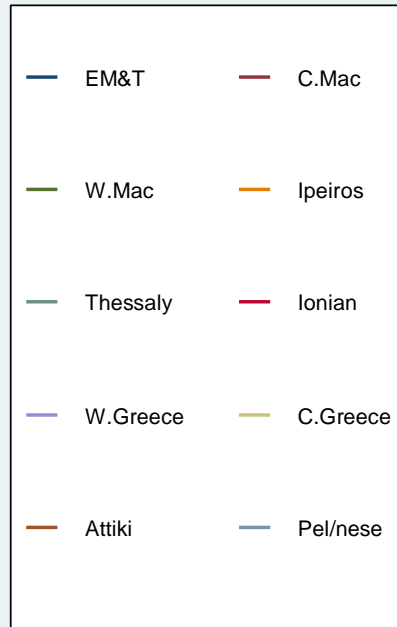 EM&T C.Mac
W.Mac Ipeiros
Thessaly Ionian
W.Greece C.Greece
Attiki Pel/nese